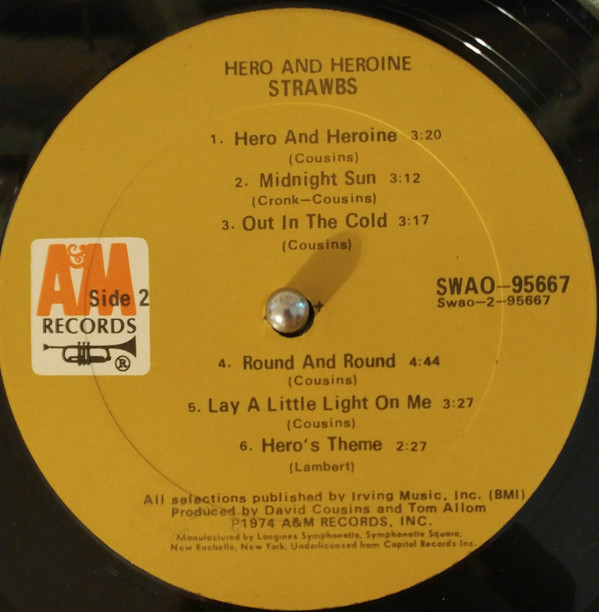 HERO AND HEROINE
STRAWBS
1. Hero And Heroine 3:20
(Cousins)
2. Midnight Sun 3:12
(Cronk—Cousins)
3. Out In The Cold 3:17
(Cousins)
A&M
Side 2
RECORDS
®
SWAO—95667
Swao—2—95667
4. Round And Round 4:44
(Cousins)
5. Lay A Little Light On Me 3:27
(Cousins)
6. Hero's Theme 2:27
(Lambert)
All selections published by Irving Music, Inc. (BMI)
Produced by David Cousins and Tom Allom
℗1974 A&M RECORDS, INC.
Manufactured by Longines Symphonette, Symphonette Square,
New Rochelle, New York, Underlicensed from Capitol Records Inc.